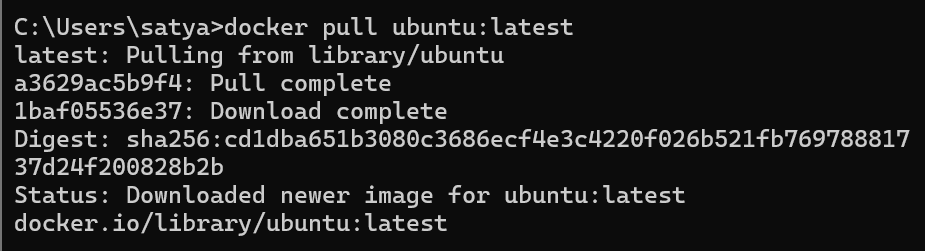 C:\Users\satya>docker pull ubuntu:latest
latest: Pulling from library/ubuntu
a3629ac5b9f4: Pull complete
1baf05536e37: Download complete
Digest: sha256:cd1dba651b3080c3686ecf4e3c4220f026b521fb769788817
37d24f200828b2b
Status: Downloaded newer image for ubuntu:latest
docker.io/library/ubuntu:latest